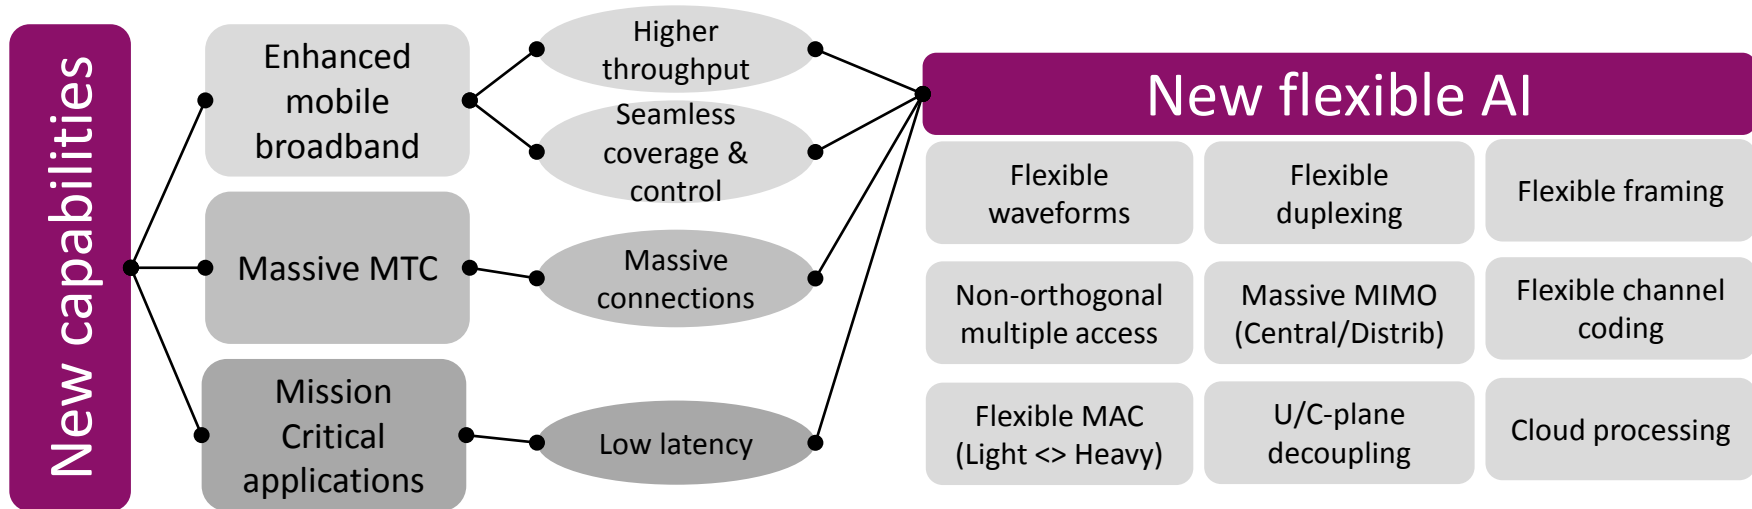 New capabilities
Enhanced
mobile
broadband
Massive MTC
Mission
Critical
applications
Higher
throughput
Seamless
coverage &
control
Massive
connections
Low latency
New flexible AI
Flexible
waveforms
Flexible
duplexing
Flexible framing
Non-orthogonal
multiple access
Massive MIMO
(Central/Distrib)
Flexible channel
coding
Flexible MAC
(Light <> Heavy)
U/C-plane
decoupling
Cloud processing